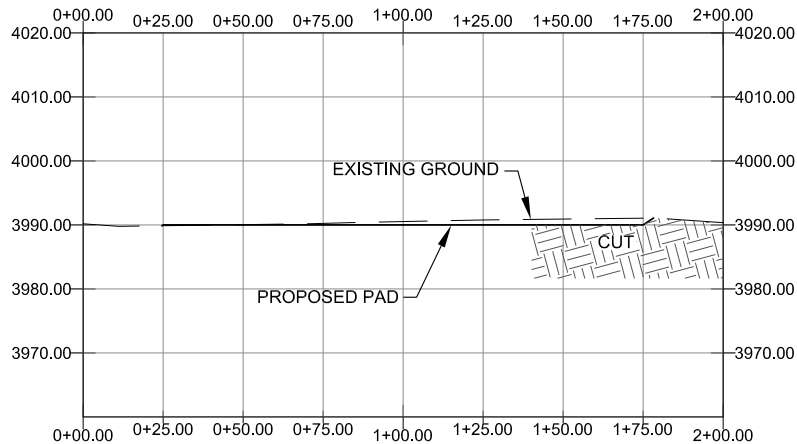 0+00.00 0+25.00 0+50.00 0+75.00 1+00.00 1+25.00 1+50.00 1+75.00 2+00.00
4020.00 4020.00
4010.00 4010.00
4000.00 4000.00
EXISTING GROUND
3990.00 3990.00
CUT
3980.00 3980.00
PROPOSED PAD
3970.00 3970.00
0+00.00 0+25.00 0+50.00 0+75.00 1+00.00 1+25.00 1+50.00 1+75.00 2+00.00